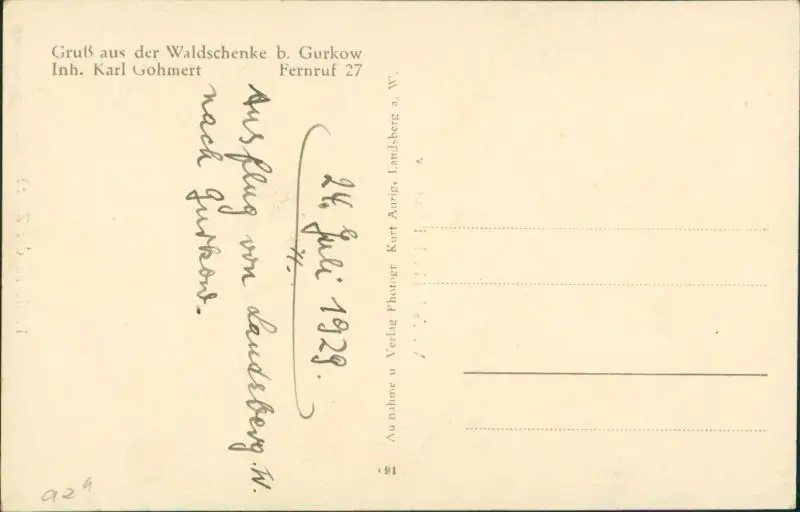 Gruß aus der Waldschenke b. Gurkow
Inh. Karl Gohmert Fernruf 27
24. Juli 1929.
Ausflug von Landsberg. W.
nach Gurkow.
Aufnahme u Verlag Photogr Kurt Aurig, Landsberg a. W.
91